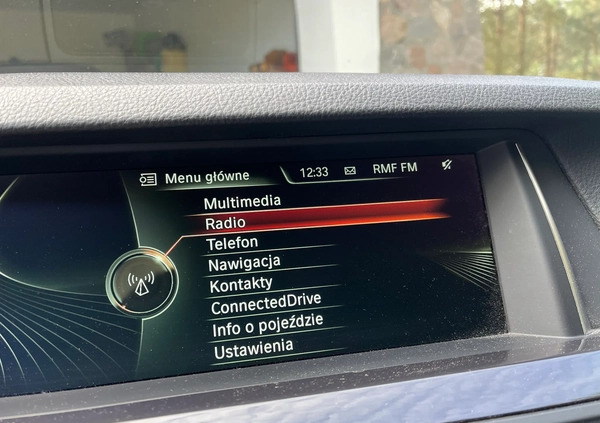 Menu główne 12:33 RMF FM
Multimedia
Radio
Telefon
Nawigacja
Kontakty
ConnectedDrive
Info o pojeździe
Ustawienia